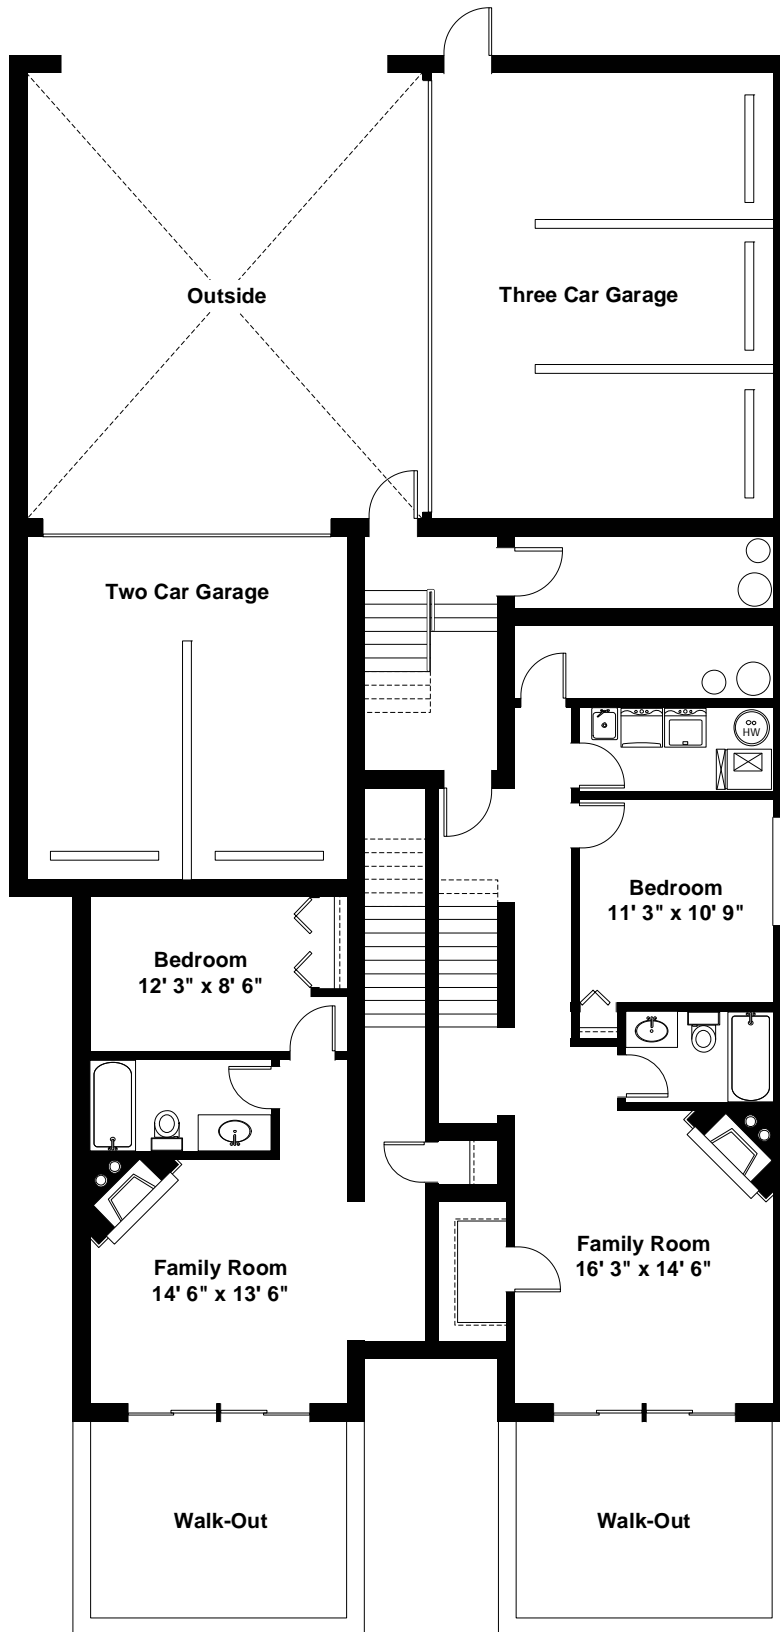 Outside
Three Car Garage
Two Car Garage
HW
Bedroom
11' 3" x 10' 9"
Bedroom
12' 3" x 8' 6"
Family Room
16' 3" x 14' 6"
Family Room
14' 6" x 13' 6"
Walk-Out
Walk-Out